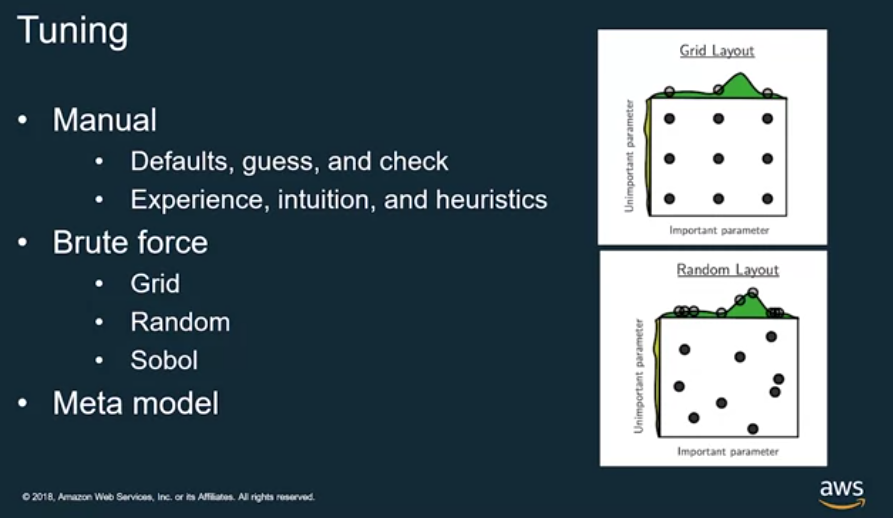 Tuning
• Manual
• Defaults, guess, and check
• Experience, intuition, and heuristics
• Brute force
• Grid
• Random
• Sobol
• Meta model
Grid Layout
Unimportant parameter
Important parameter
Random Layout
Unimportant parameter
Important parameter
© 2018, Amazon Web Services, Inc. or its Affiliates. All rights reserved.
aws